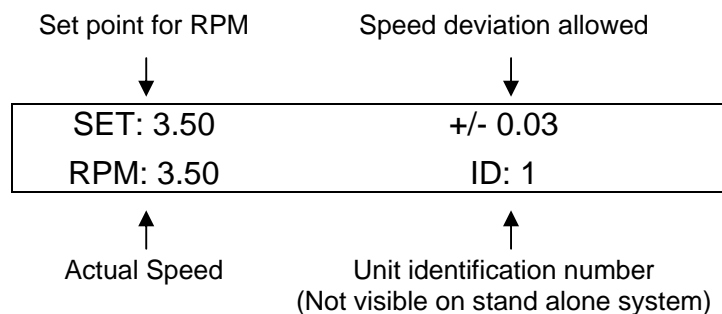 Set point for RPM Speed deviation allowed
SET: 3.50 +/- 0.03
RPM: 3.50 ID: 1
Actual Speed Unit identification number
(Not visible on stand alone system)